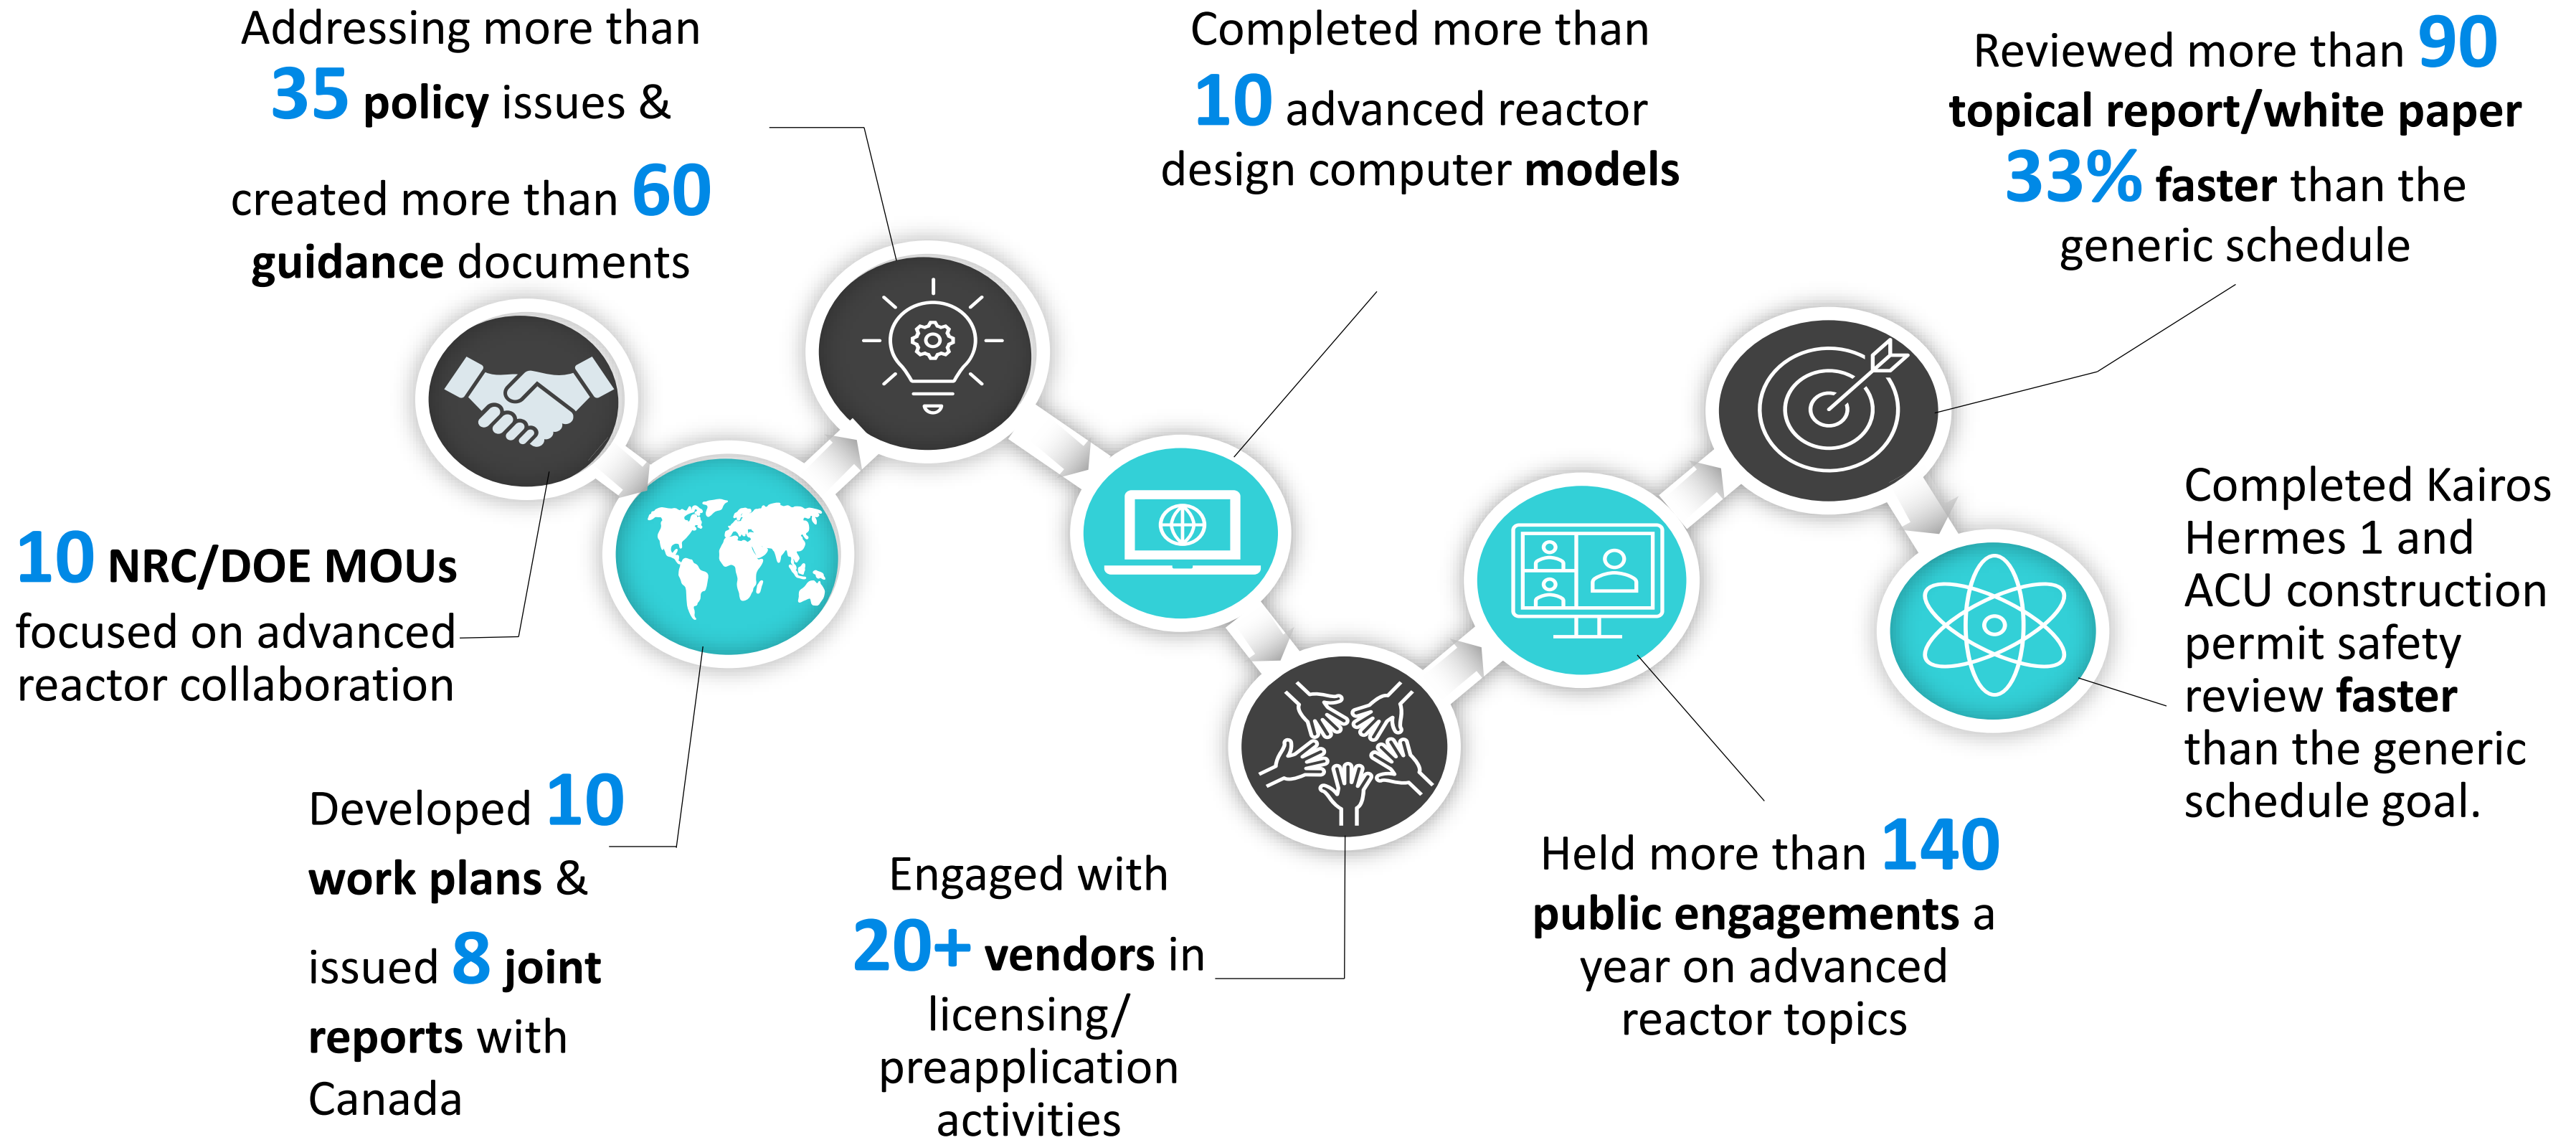 Addressing more than
35 policy issues &
created more than 60
guidance documents
Completed more than
10 advanced reactor
design computer models
Reviewed more than 90
topical report/white paper
33% faster than the
generic schedule
10 NRC/DOE MOUs
focused on advanced
reactor collaboration
Developed 10
work plans &
issued 8 joint
reports with
Canada
Engaged with
20+ vendors in
licensing/
preapplication
activities
Held more than 140
public engagements a
year on advanced
reactor topics
Completed Kairos
Hermes 1 and
ACU construction
permit safety
review faster
than the generic
schedule goal.